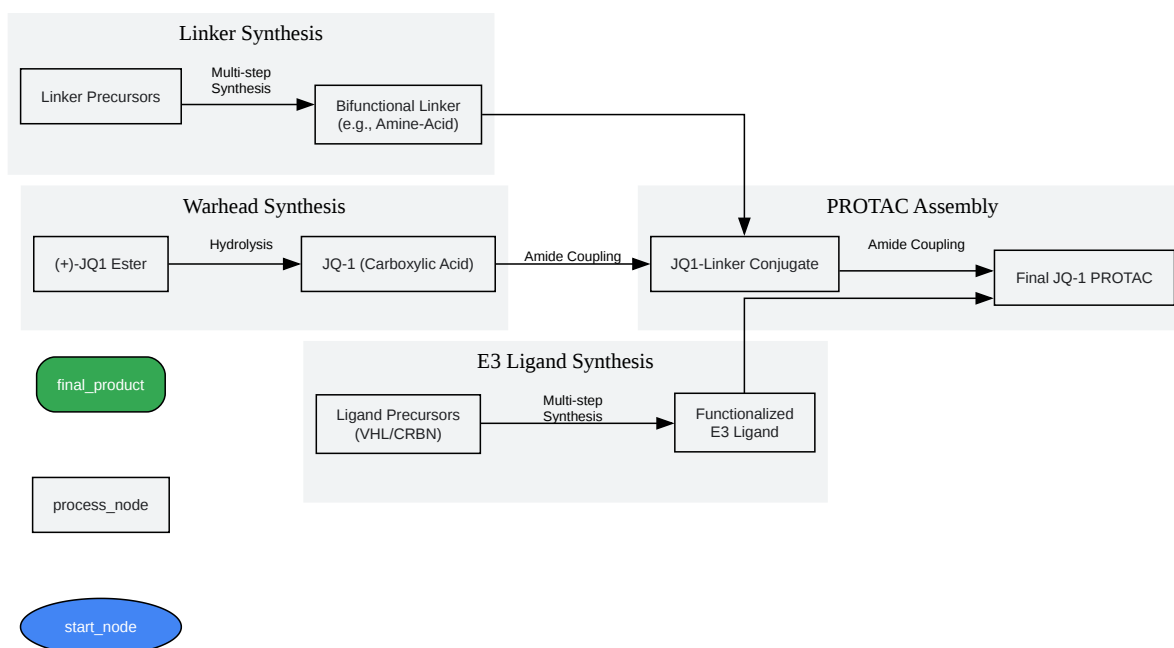 Linker Synthesis
Linker Precursors
Multi-step
Synthesis
Bifunctional Linker
(e.g., Amine-Acid)
Warhead Synthesis
(+)-JQ1 Ester
Hydrolysis
JQ-1 (Carboxylic Acid)
Amide Coupling
PROTAC Assembly
JQ1-Linker Conjugate
Amide Coupling
Final JQ-1 PROTAC
E3 Ligand Synthesis
Ligand Precursors
(VHL/CRBN)
Multi-step
Synthesis
Functionalized
E3 Ligand
final_product
process_node
start_node